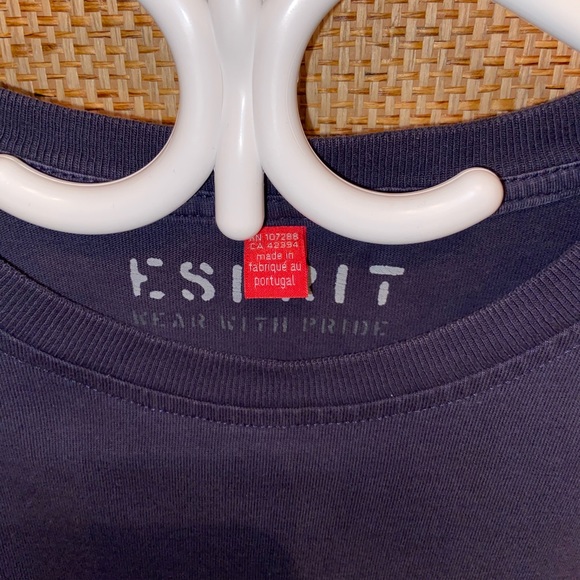 RN 107288
CA 42394
made in
fabriqué au
portugal
ESPRIT
WEAR WITH PRIDE